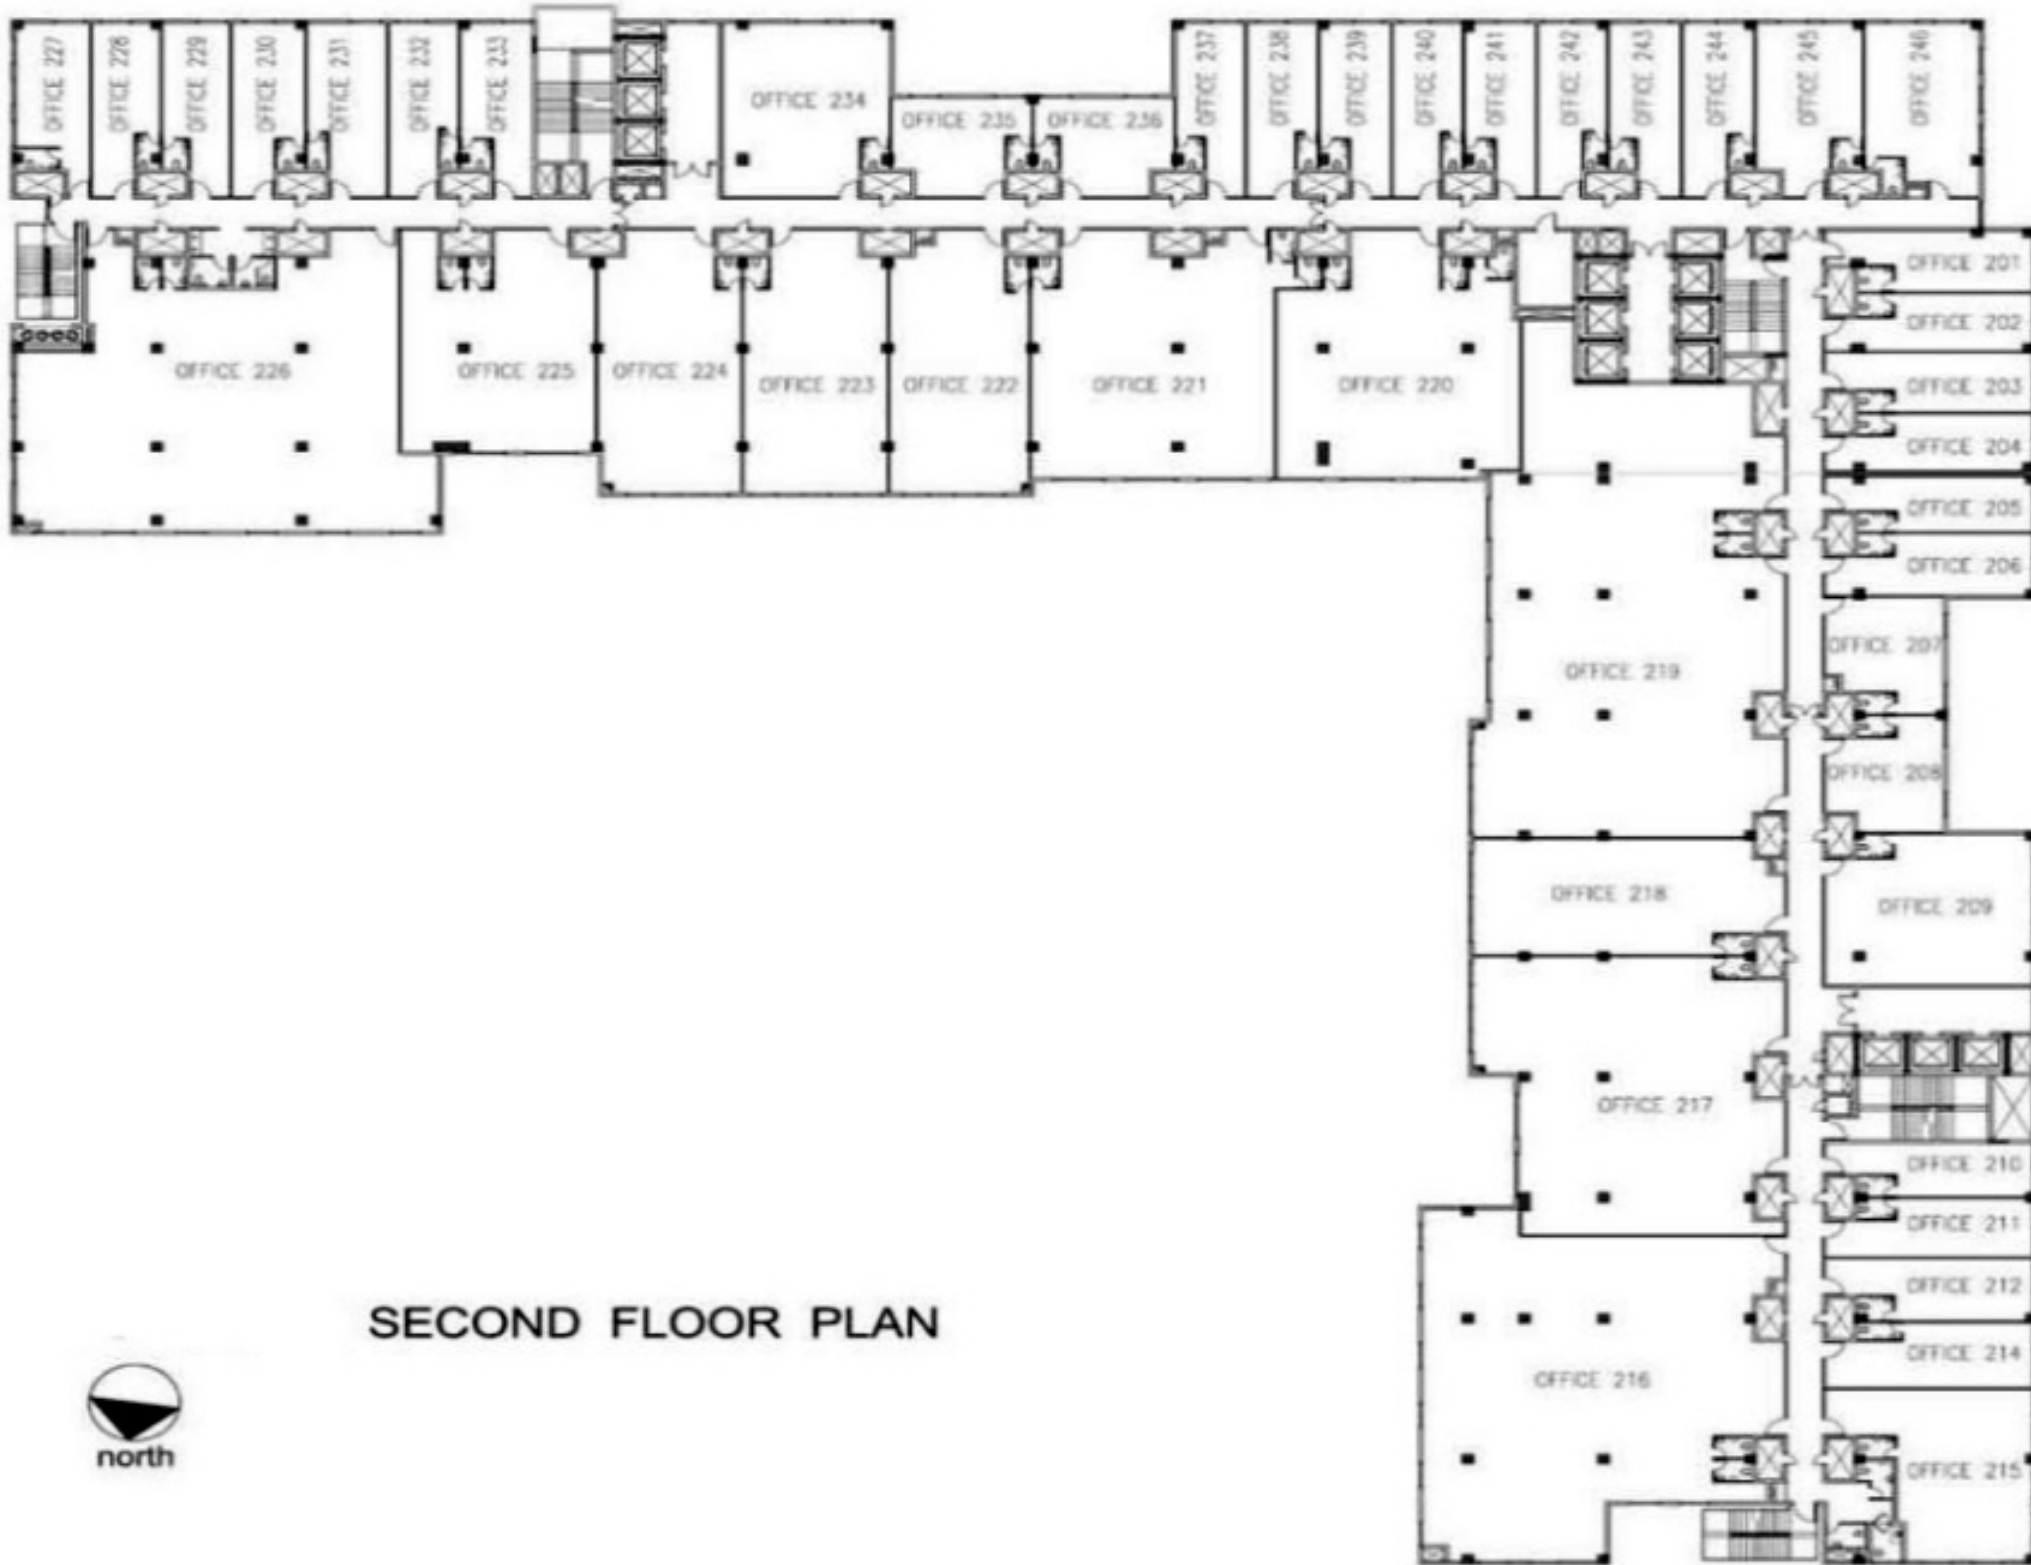 OFFICE 227
OFFICE 228
OFFICE 229
OFFICE 230
OFFICE 231
OFFICE 232
OFFICE 233
OFFICE 234
OFFICE 235
OFFICE 236
OFFICE 237
OFFICE 238
OFFICE 239
OFFICE 240
OFFICE 241
OFFICE 242
OFFICE 243
OFFICE 244
OFFICE 245
OFFICE 246
OFFICE 226
OFFICE 225
OFFICE 224
OFFICE 223
OFFICE 222
OFFICE 221
OFFICE 220
OFFICE 201
OFFICE 202
OFFICE 203
OFFICE 204
OFFICE 205
OFFICE 206
OFFICE 207
OFFICE 219
OFFICE 208
OFFICE 218
OFFICE 209
OFFICE 217
OFFICE 210
OFFICE 211
OFFICE 212
OFFICE 214
OFFICE 216
OFFICE 215
SECOND FLOOR PLAN
north